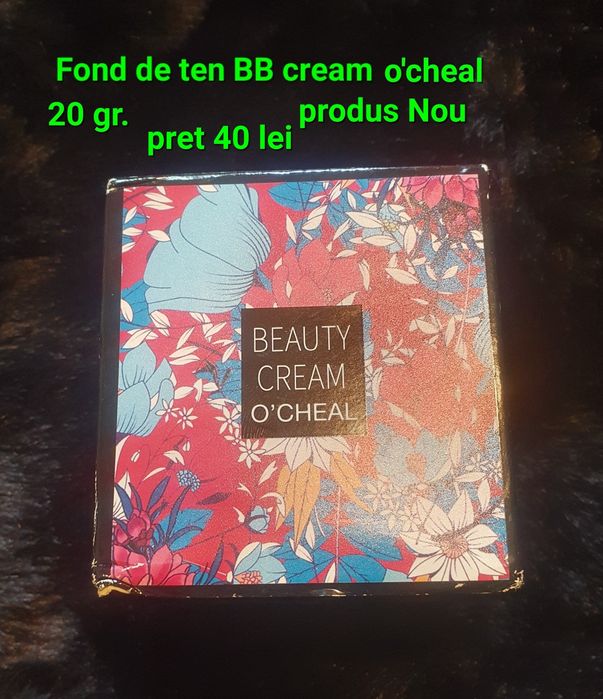 Fond de ten BB cream o'cheal
20 gr. produs Nou
pret 40 lei
BEAUTY
CREAM
O'CHEAL